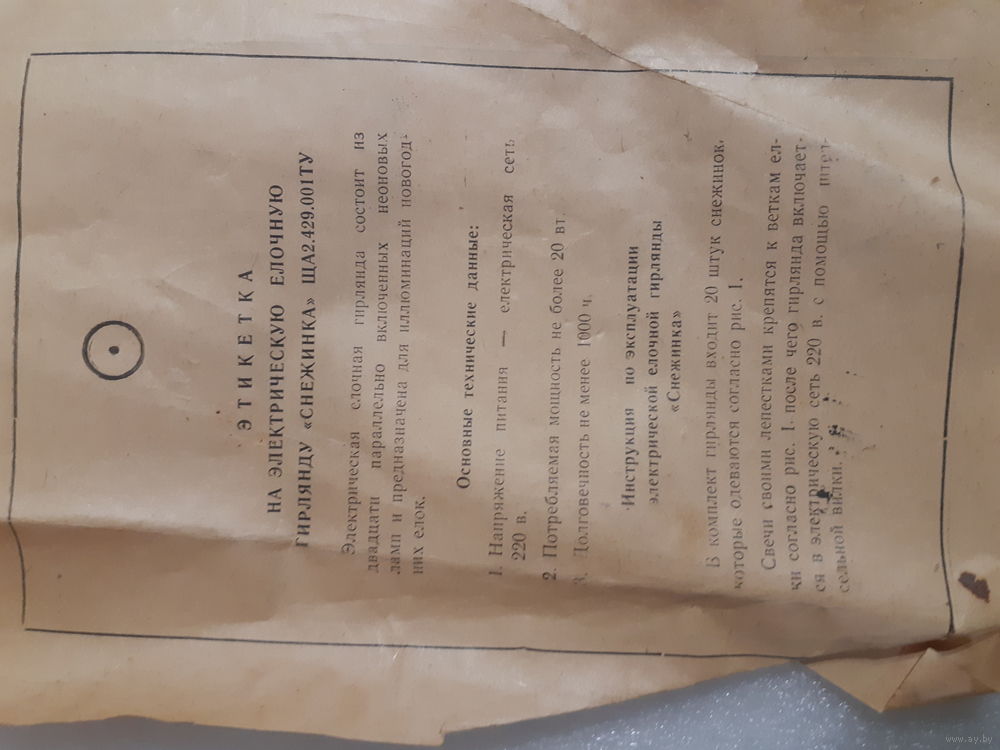 ЭТИКЕТКА
НА ЭЛЕКТРИЧЕСКУЮ ЕЛОЧНУЮ
ГИРЛЯНДУ «СНЕЖИНКА» ЩА2.429.001ТУ
Электрическая елочная гирлянда состоит из
двадцати параллельно включенных неоновых
ламп и предназначена для иллюминаций новогод-
них елок.
Основные технические данные:
1. Напряжение питания — електрическая сеть
220 в.
2. Потребляемая мощность не более 20 вт.
3. Долговечность не менее 1000 ч.
Инструкция по эксплуатации
электрической елочной гирлянды
«Снежинка»
В комплект гирлянды входит 20 штук снежинок,
которые одеваются согласно рис. 1.
Свечи своими лепестками крепятся к веткам ел-
ки согласно рис. 1. после чего гирлянда включает-
ся в электрическую сеть 220 в. с помощью штеп-
сельной вилки.
www.ay.by